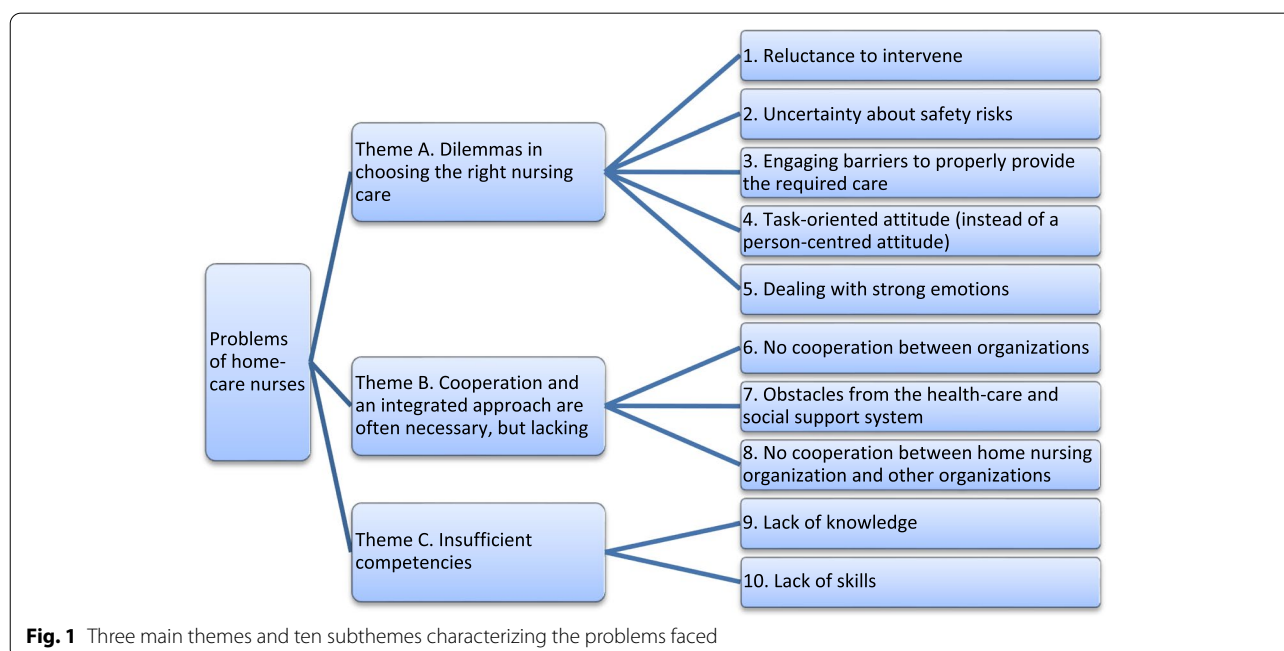 Problems
of home-
care nurses
Theme A. Dilemmas in
choosing the right nursing
care
1. Reluctance to intervene
2. Uncertainty about safety risks
3. Engaging barriers to properly provide
the required care
4. Task-oriented attitude (instead of a
person-centred attitude)
5. Dealing with strong emotions
Theme B. Cooperation and
an integrated approach are
often necessary, but lacking
6. No cooperation between organizations
7. Obstacles from the health-care and
social support system
8. No cooperation between home nursing
organization and other organizations
Theme C. Insufficient
competencies
9. Lack of knowledge
10. Lack of skills
Fig. 1 Three main themes and ten subthemes characterizing the problems faced